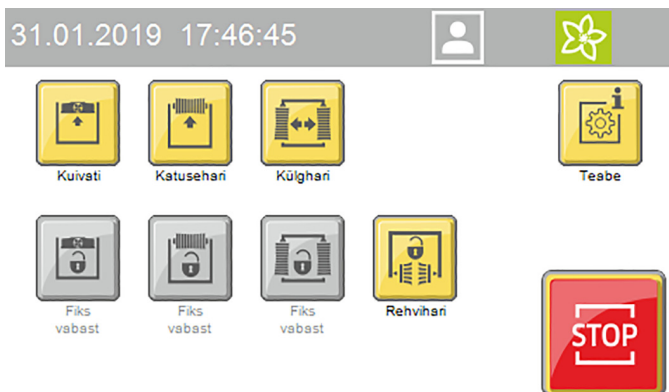 31.01.2019 17:46:45
Kuivati
Katusehari
Külghari
i
Teabe
Fiks
vabast
Fiks
vabast
Fiks
vabast
Rehvihari
STOP